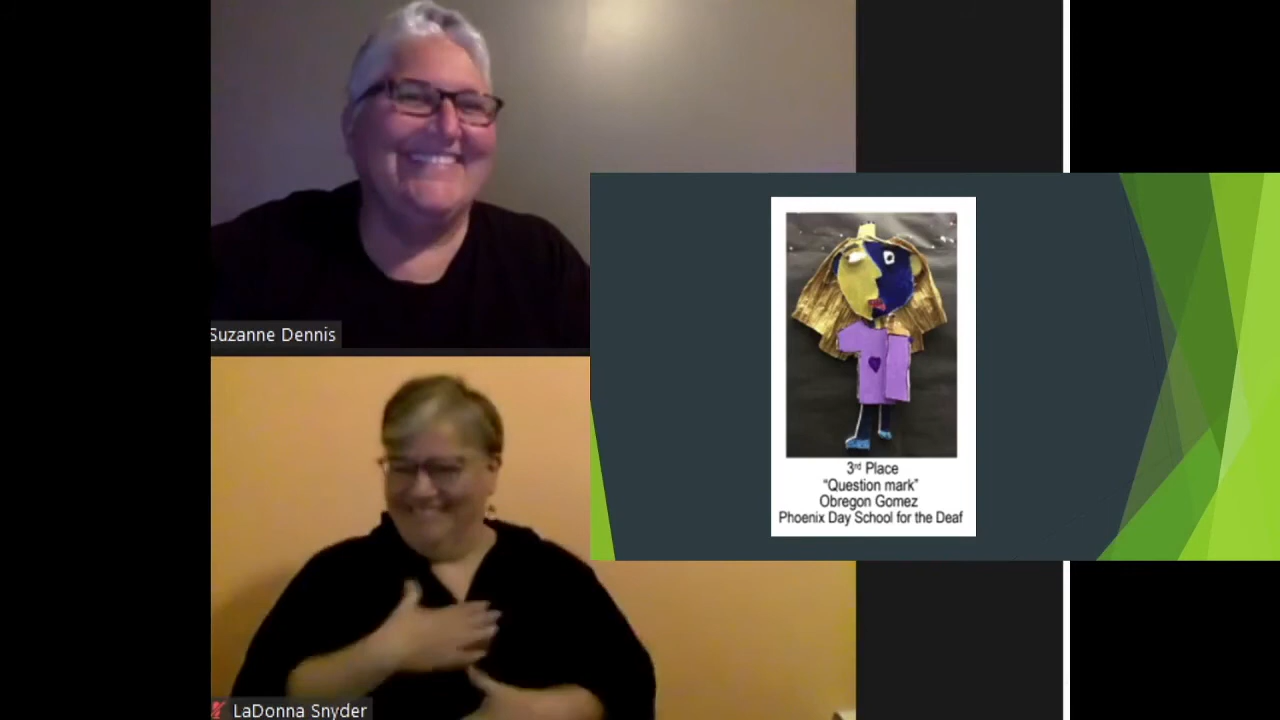 Suzanne Dennis
3rd Place
“Question mark”
Obregon Gomez
Phoenix Day School for the Deaf
LaDonna Snyder